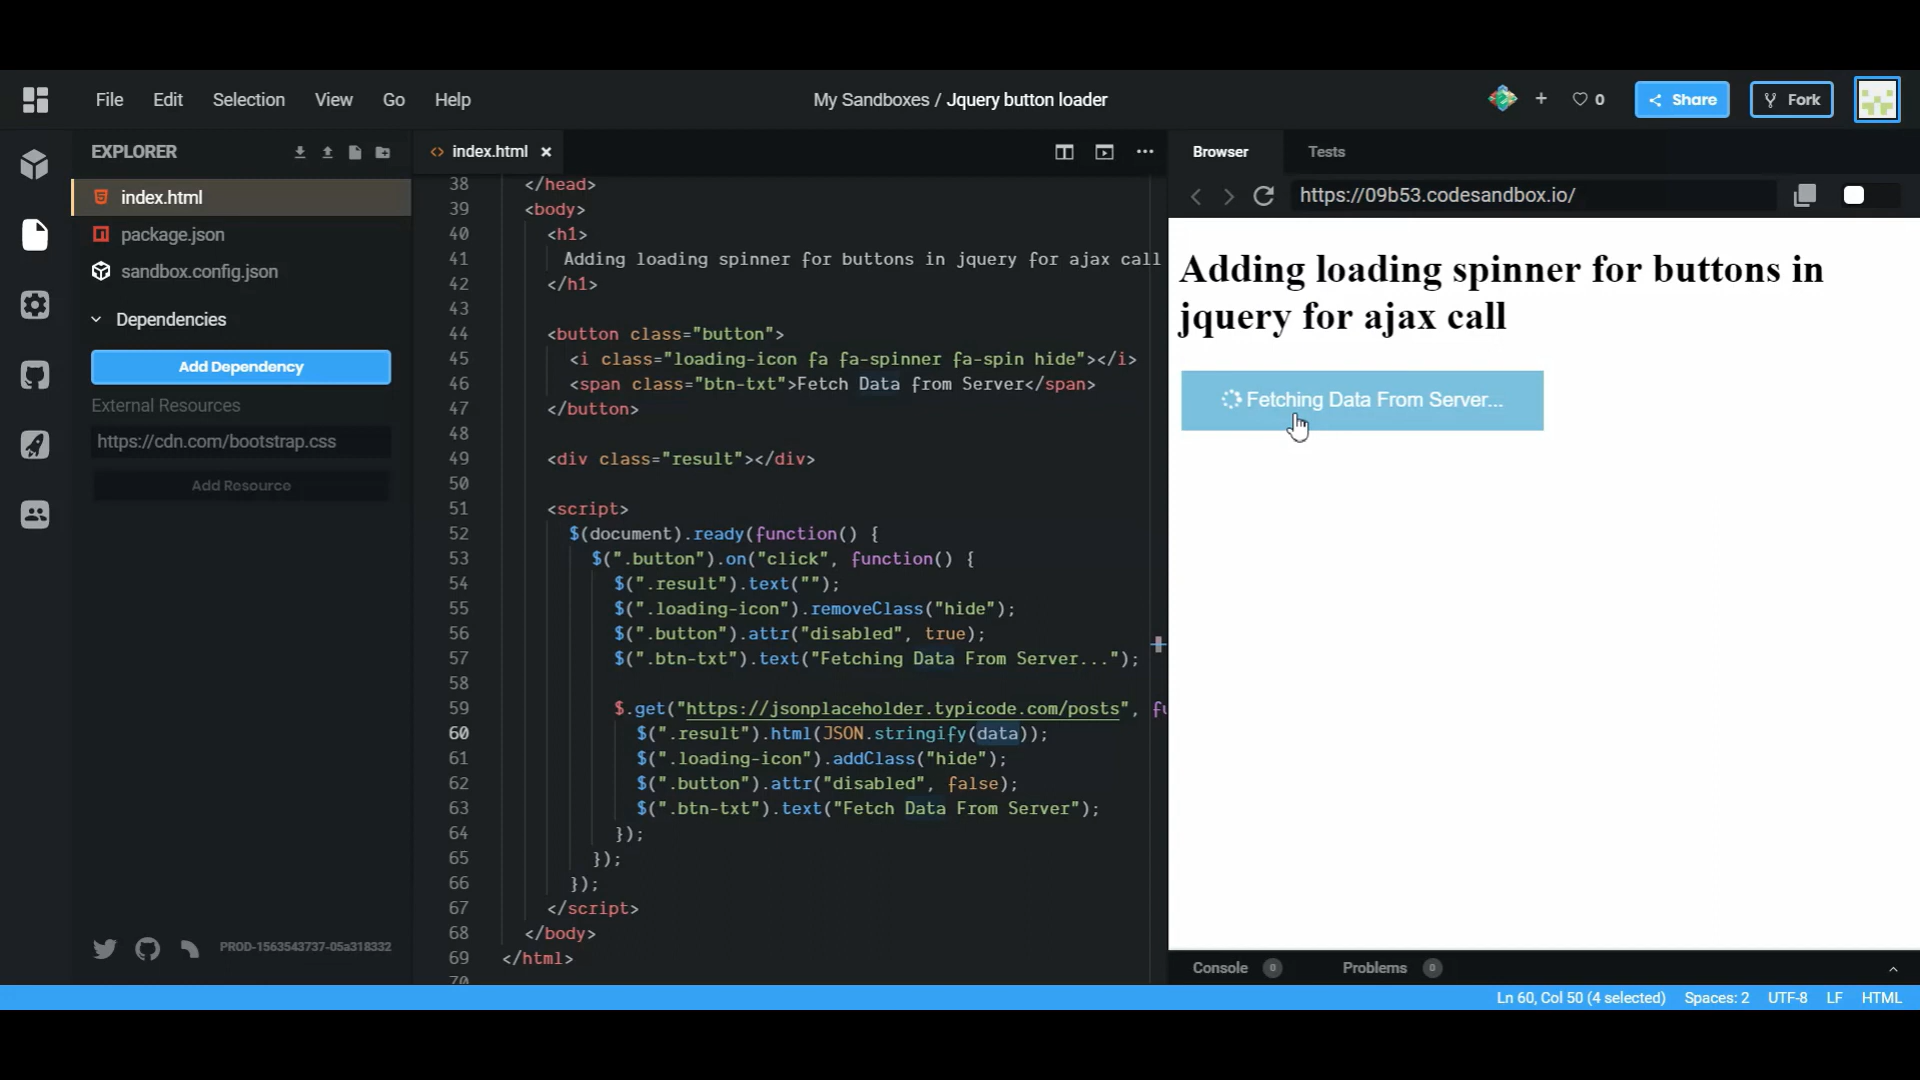 File Edit Selection View Go Help
My Sandboxes / Jquery button loader
+ 0 Share Fork
EXPLORER
index.html
package.json
sandbox.config.json
Dependencies
Add Dependency
External Resources
https://cdn.com/bootstrap.css
Add Resource
PROD-1563543737-05a318332
<> index.html ×
38 </head>
39 <body>
40 <h1>
41 Adding loading spinner for buttons in jquery for ajax call
42 </h1>
43
44 <button class="button">
45 <i class="loading-icon fa fa-spinner fa-spin hide"></i>
46 <span class="btn-txt">Fetch Data from Server</span>
47 </button>
48
49 <div class="result"></div>
50
51 <script>
52 $(document).ready(function() {
53 $(".button").on("click", function() {
54 $(".result").text("");
55 $(".loading-icon").removeClass("hide");
56 $(".button").attr("disabled", true);
57 $(".btn-txt").text("Fetching Data From Server...");
58
59 $.get("https://jsonplaceholder.typicode.com/posts", fu
60 $(".result").html(JSON.stringify(data));
61 $(".loading-icon").addClass("hide");
62 $(".button").attr("disabled", false);
63 $(".btn-txt").text("Fetch Data From Server");
64 });
65 });
66 });
67 </script>
68 </body>
69 </html>
70
Browser Tests
https://09b53.codesandbox.io/
Adding loading spinner for buttons in
jquery for ajax call
Fetching Data From Server...
Console 0 Problems 0
Ln 60, Col 50 (4 selected) Spaces: 2 UTF-8 LF HTML